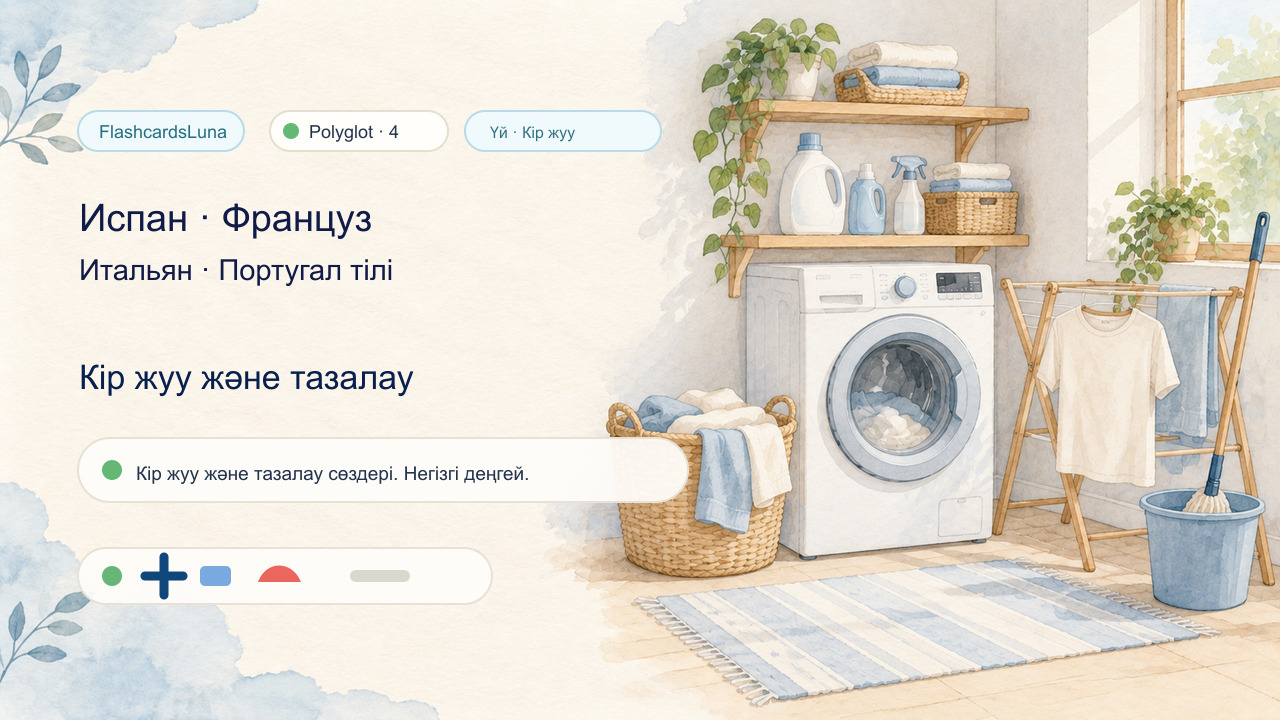 FlashcardsLuna
Polyglot · 4
Үй · Кір жуу
Испан · Француз
Итальян · Португал тілі
Кір жуу және тазалау
Кір жуу және тазалау сөздері. Негізгі деңгей.